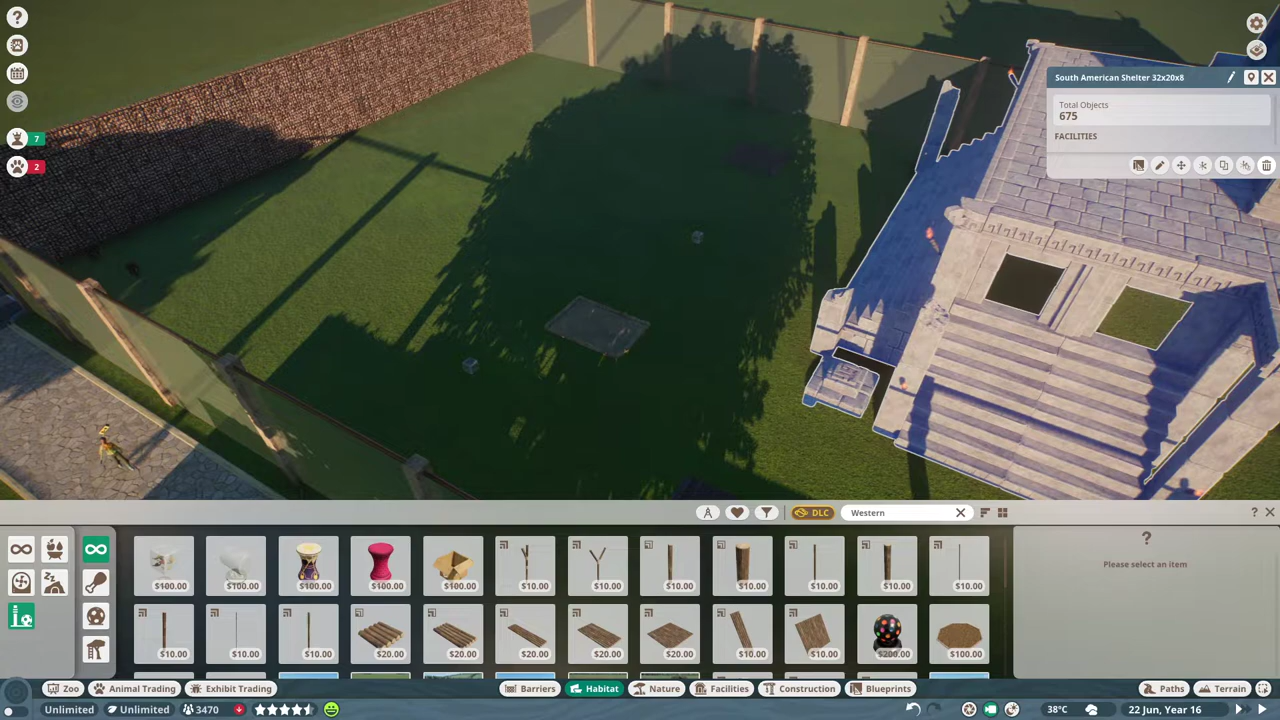 7
2
South American Shelter 32x20x8
Total Objects
675
FACILITIES
DLC
Western
?
?
Please select an item
$100.00 $100.00 $100.00 $100.00 $100.00 $10.00 $10.00 $10.00 $10.00 $10.00 $10.00 $10.00
$10.00 $10.00 $10.00 $20.00 $20.00 $20.00 $20.00 $20.00 $10.00 $10.00 $200.00 $100.00
Zoo Animal Trading Exhibit Trading Barriers Habitat Nature Facilities Construction Blueprints Paths Terrain
Unlimited Unlimited 3470 38°C 22 Jun, Year 16